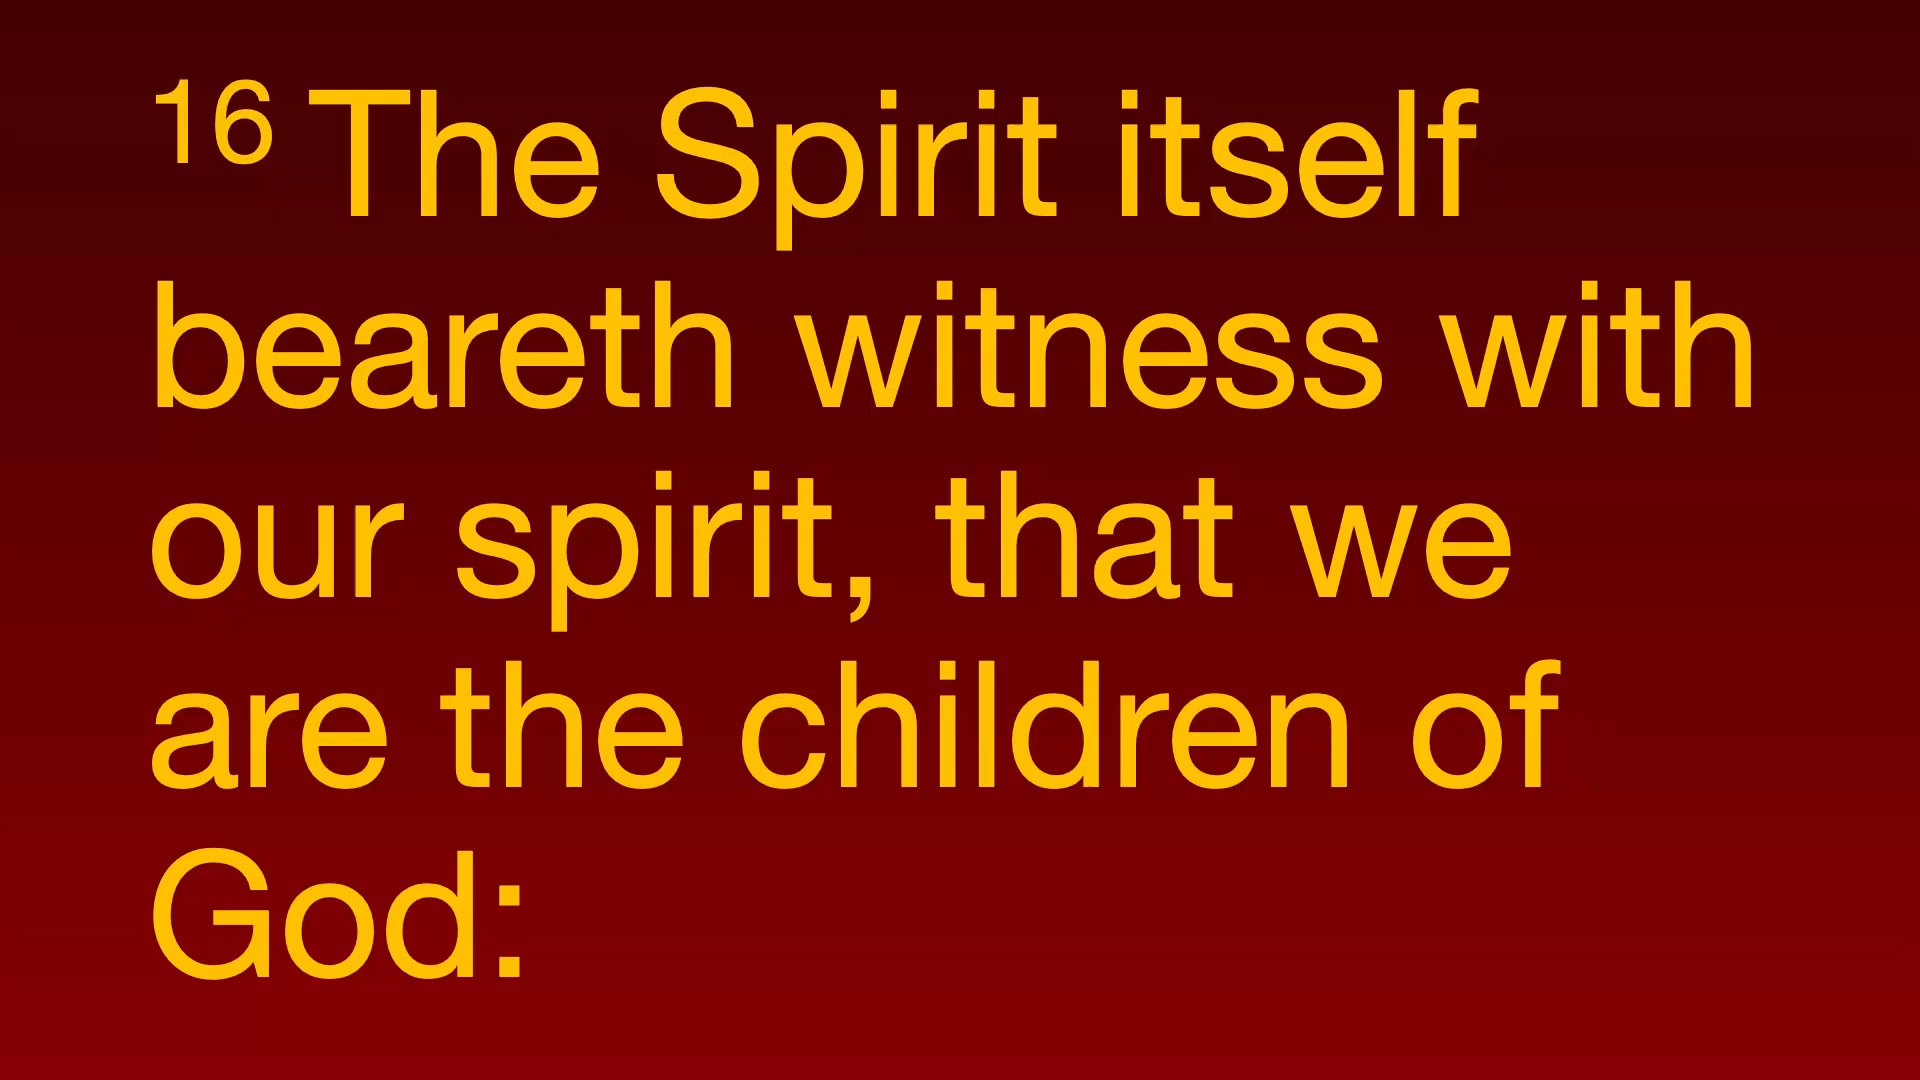 16 The Spirit itself
beareth witness with
our spirit, that we
are the children of
God: